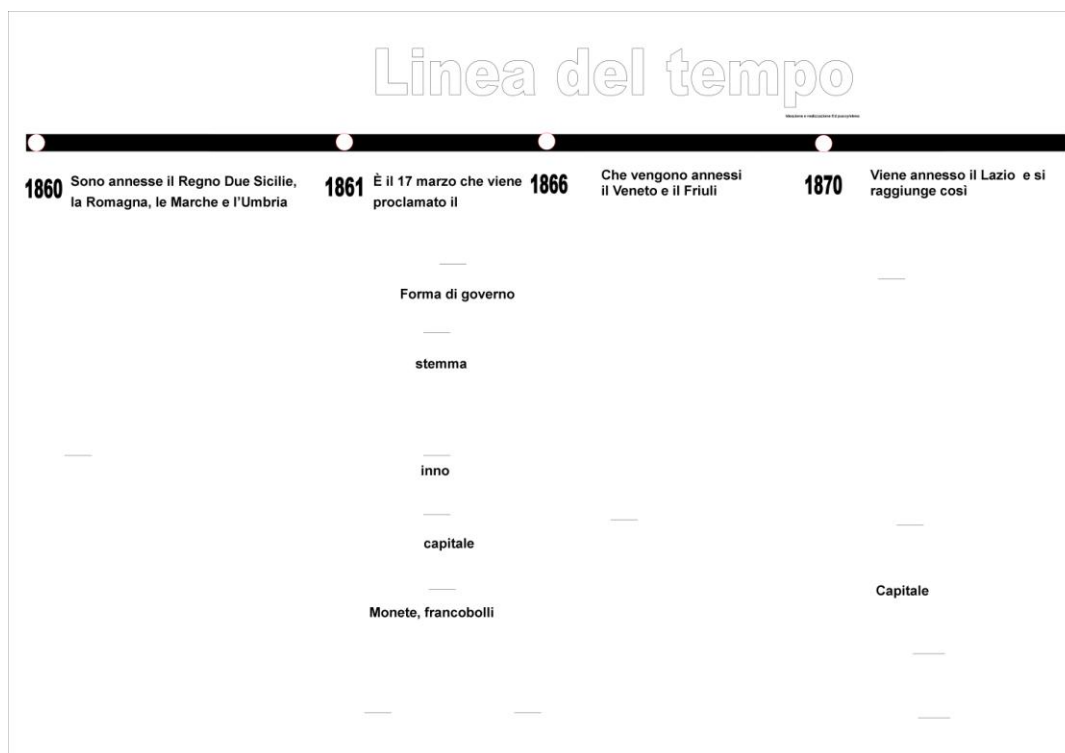 Linea del tempo
1860
Sono annesse il Regno Due Sicilie,
la Romagna, le Marche e l'Umbria
1861
È il 17 marzo che viene
proclamato il
Forma di governo
stemma
inno
capitale
Monete, francobolli
1866
Che vengono annessi
il Veneto e il Friuli
1870
Viene annesso il Lazio e si
raggiunge così
Capitale